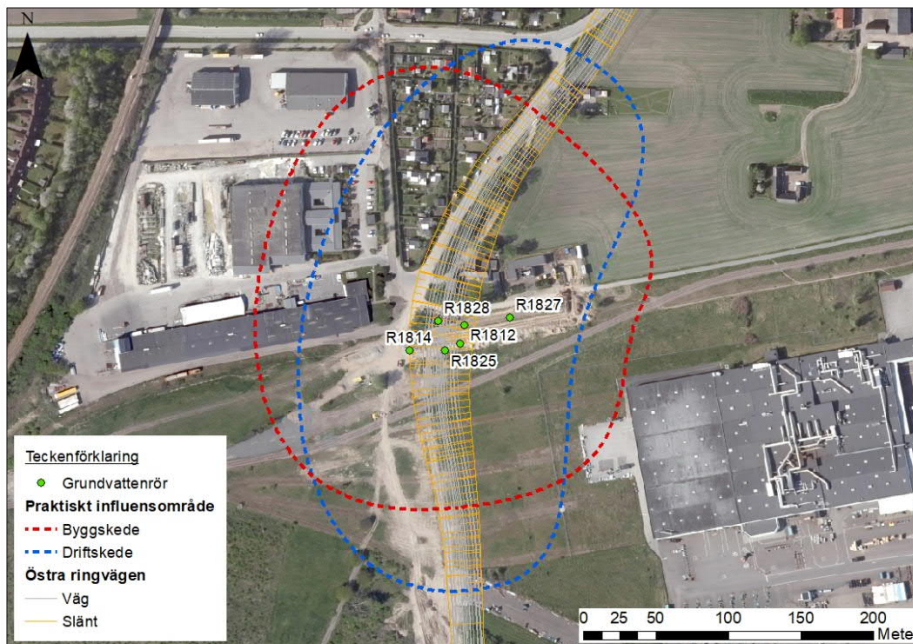 N
R1828
R1827
R1814
R1812
R1825
Teckenförklaring
Grundvattenrör
Praktiskt influensområde
Byggskede
Driftskede
Östra ringvägen
Väg
Slänt
0 25 50 100 150 200
Mete